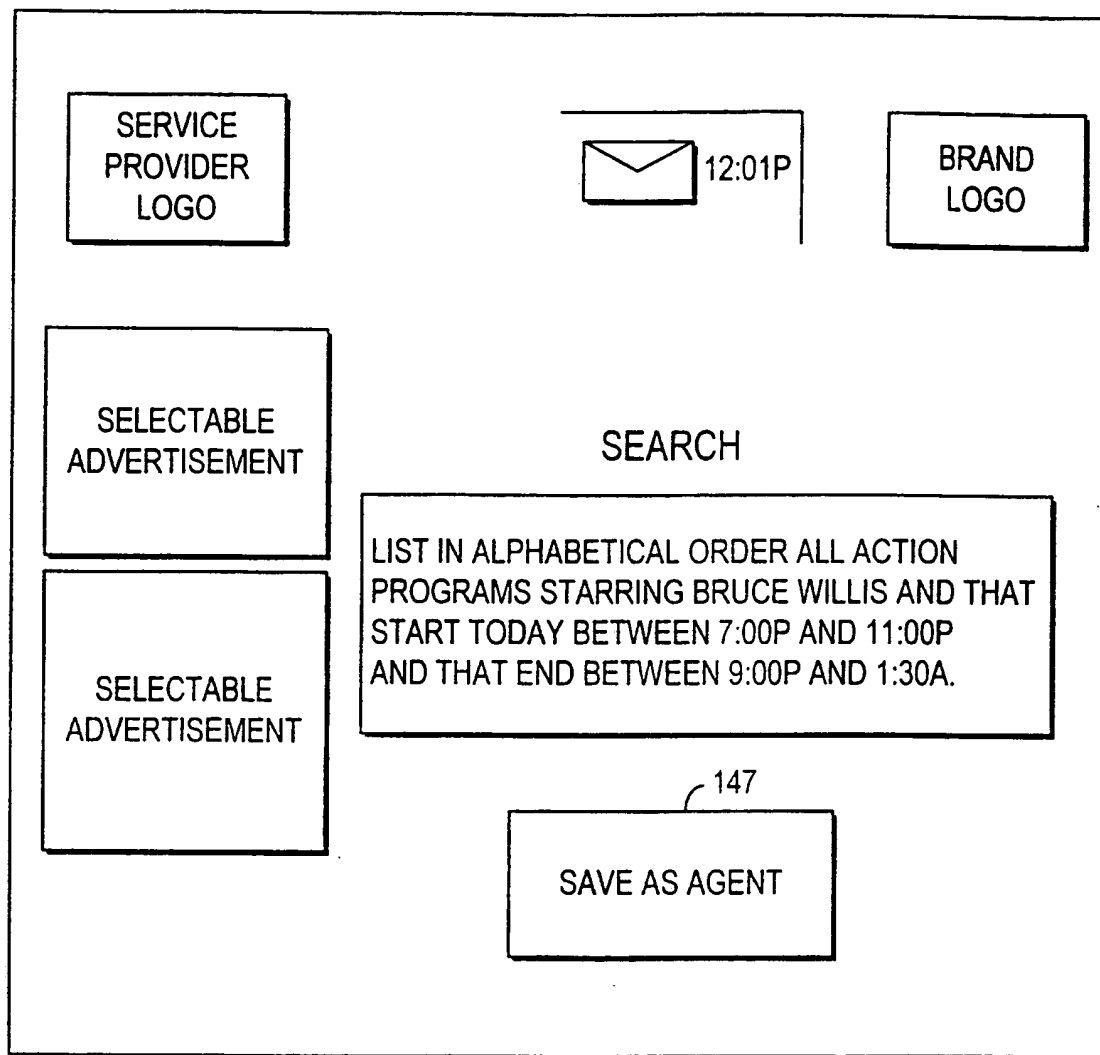 SERVICE
PROVIDER
LOGO
12:01P
BRAND
LOGO
SELECTABLE
ADVERTISEMENT
SEARCH
LIST IN ALPHABETICAL ORDER ALL ACTION
PROGRAMS STARRING BRUCE WILLIS AND THAT
START TODAY BETWEEN 7:00P AND 11:00P
AND THAT END BETWEEN 9:00P AND 1:30A.
SELECTABLE
ADVERTISEMENT
147
SAVE AS AGENT